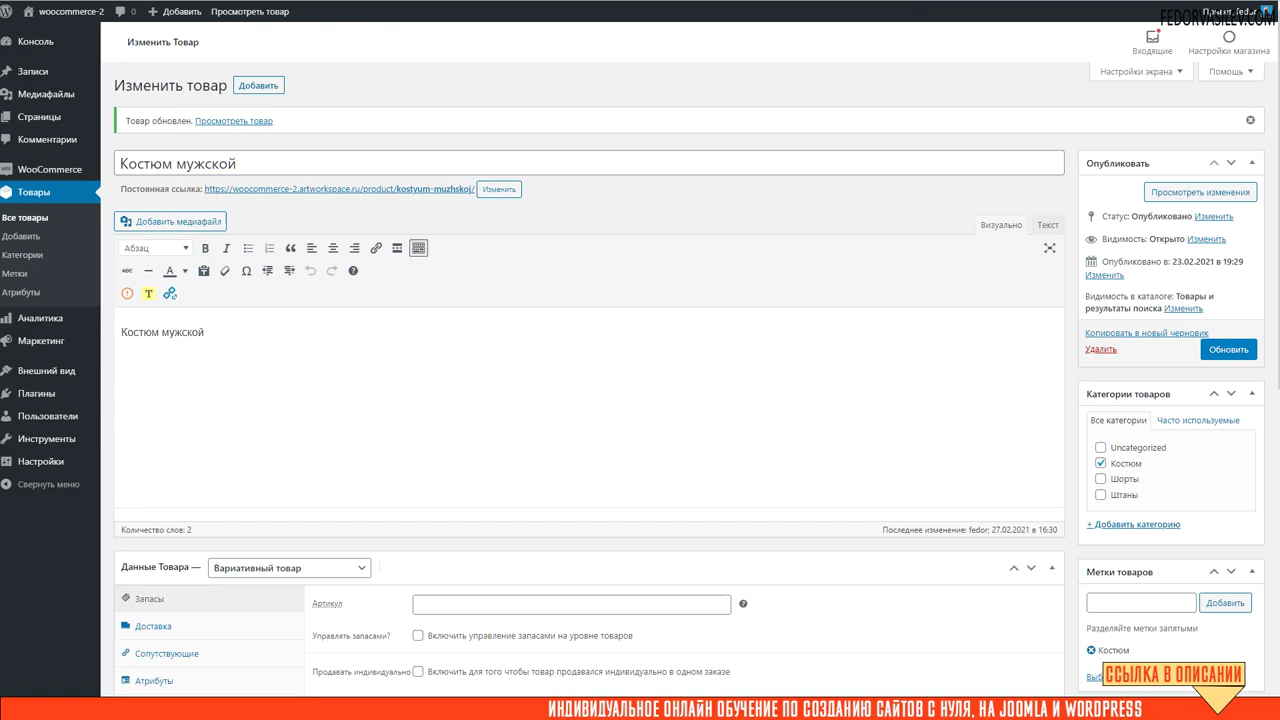 woocommerce-2
0
Добавить
Просмотреть товар
FEDORVASILEV.COM
Консоль
Записи
Медиафайлы
Страницы
Комментарии
WooCommerce
Товары
Все товары
Добавить
Категории
Метки
Атрибуты
Аналитика
Маркетинг
Внешний вид
Плагины
Пользователи
Инструменты
Настройки
Свернуть меню
Изменить Товар
Входящие
Настройки магазина
Настройки экрана
Помощь
Изменить товар
Добавить
Товар обновлен. Просмотреть товар
Костюм мужской
Постоянная ссылка: https://woocommerce-2.artworkspace.ru/product/kostyum-muzhskoj/ Изменить
Добавить медиафайл
Визуально
Текст
Абзац
Костюм мужской
Количество слов: 2
Последнее изменение: fedor; 27.02.2021 в 16:30
Данные Товара —
Вариативный товар
Запасы
Доставка
Сопутствующие
Атрибуты
Артикул
Управлять запасами?
Включить управление запасами на уровне товаров
Продавать индивидуально
Включить для того чтобы товар продавался индивидуально в одном заказе
Опубликовать
Просмотреть изменения
Статус: Опубликовано Изменить
Видимость: Открыто Изменить
Опубликовано в: 23.02.2021 в 19:29
Изменить
Видимость в каталоге: Товары и
результаты поиска Изменить
Копировать в новый черновик
Удалить
Обновить
Категории товаров
Все категории
Часто используемые
Uncategorized
Костюм
Шорты
Штаны
+ Добавить категорию
Метки товаров
Добавить
Разделяйте метки запятыми
Костюм
ССЫЛКА В ОПИСАНИИ
ИНДИВИДУАЛЬНОЕ ОНЛАЙН ОБУЧЕНИЕ ПО СОЗДАНИЮ САЙТОВ С НУЛЯ, НА JOOMLA И WORDPRESS